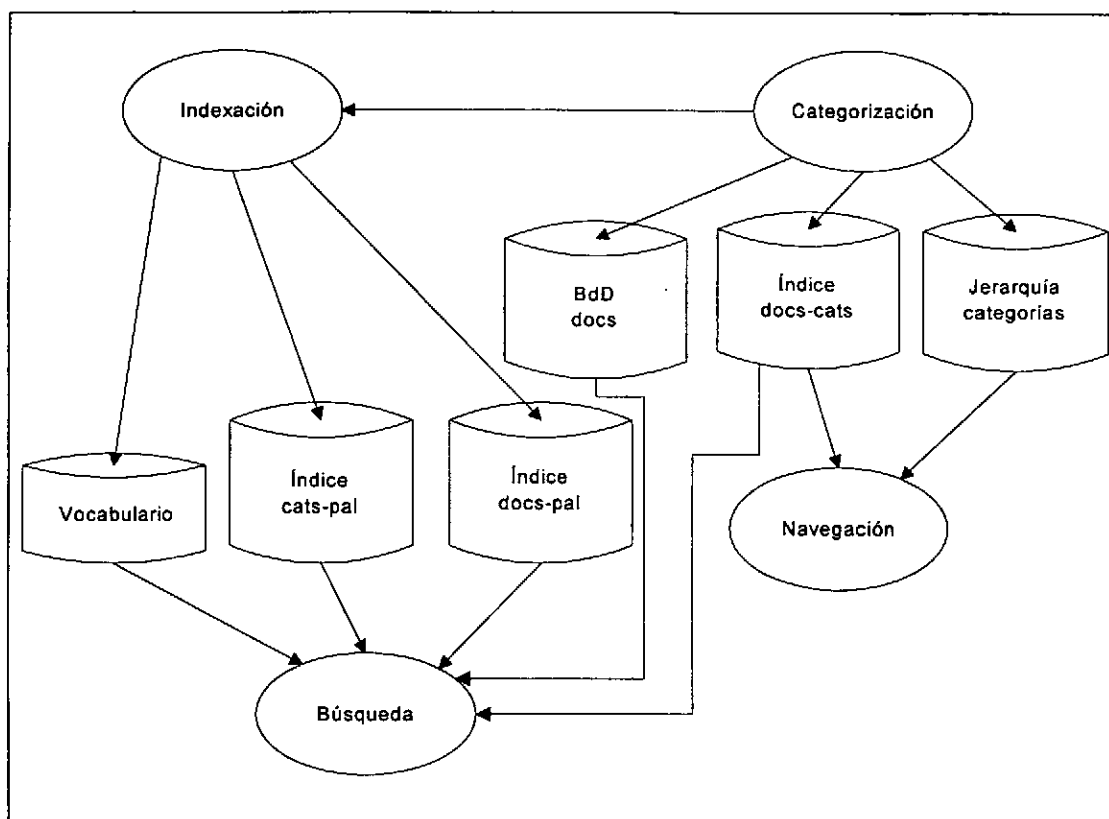 Indexación
Categorización
BdD
docs
Índice
docs-cats
Jerarquía
categorías
Vocabulario
Índice
cats-pal
Índice
docs-pal
Navegación
Búsqueda